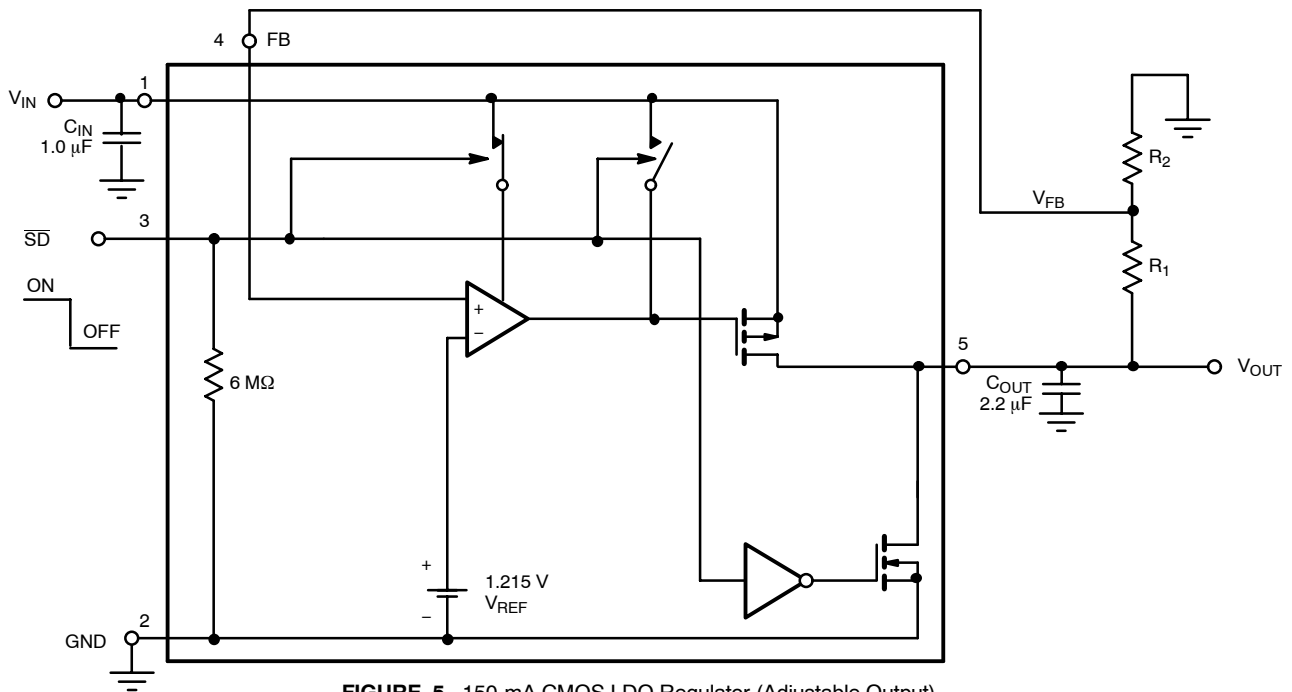 4 FB
V_IN
1
C_IN
1.0 μF
3
S̅D̅
ON
OFF
6 MΩ
+
−
+
−
1.215 V
V_REF
GND
2
5
C_OUT
2.2 μF
V_OUT
V_FB
R_2
R_1
FIGURE 5. 150-mA CMOS LDO Regulator (Adjustable Output)